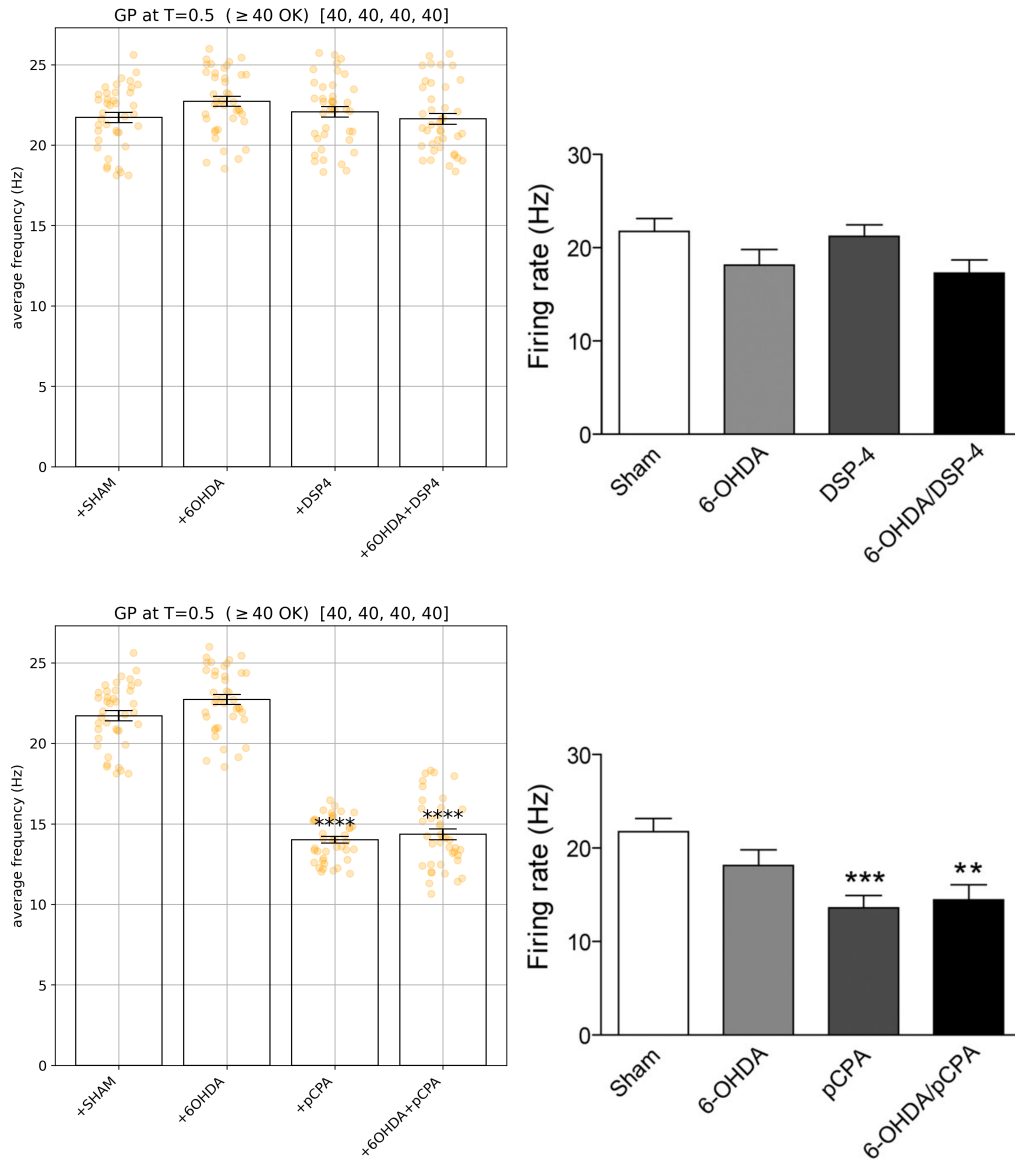 GP at T=0.5 (≥40 OK) [40, 40, 40, 40]
average frequency (Hz)
25
20
15
10
5
0
+SHAM
+6OHDA
+DSP4
+6OHDA+DSP4
Firing rate (Hz)
30
20
10
0
Sham
6-OHDA
DSP-4
6-OHDA/DSP-4
GP at T=0.5 (≥40 OK) [40, 40, 40, 40]
average frequency (Hz)
25
20
15
10
5
0
****
****
+SHAM
+6OHDA
+pCPA
+6OHDA+pCPA
Firing rate (Hz)
30
20
10
0
***
**
Sham
6-OHDA
pCPA
6-OHDA/pCPA